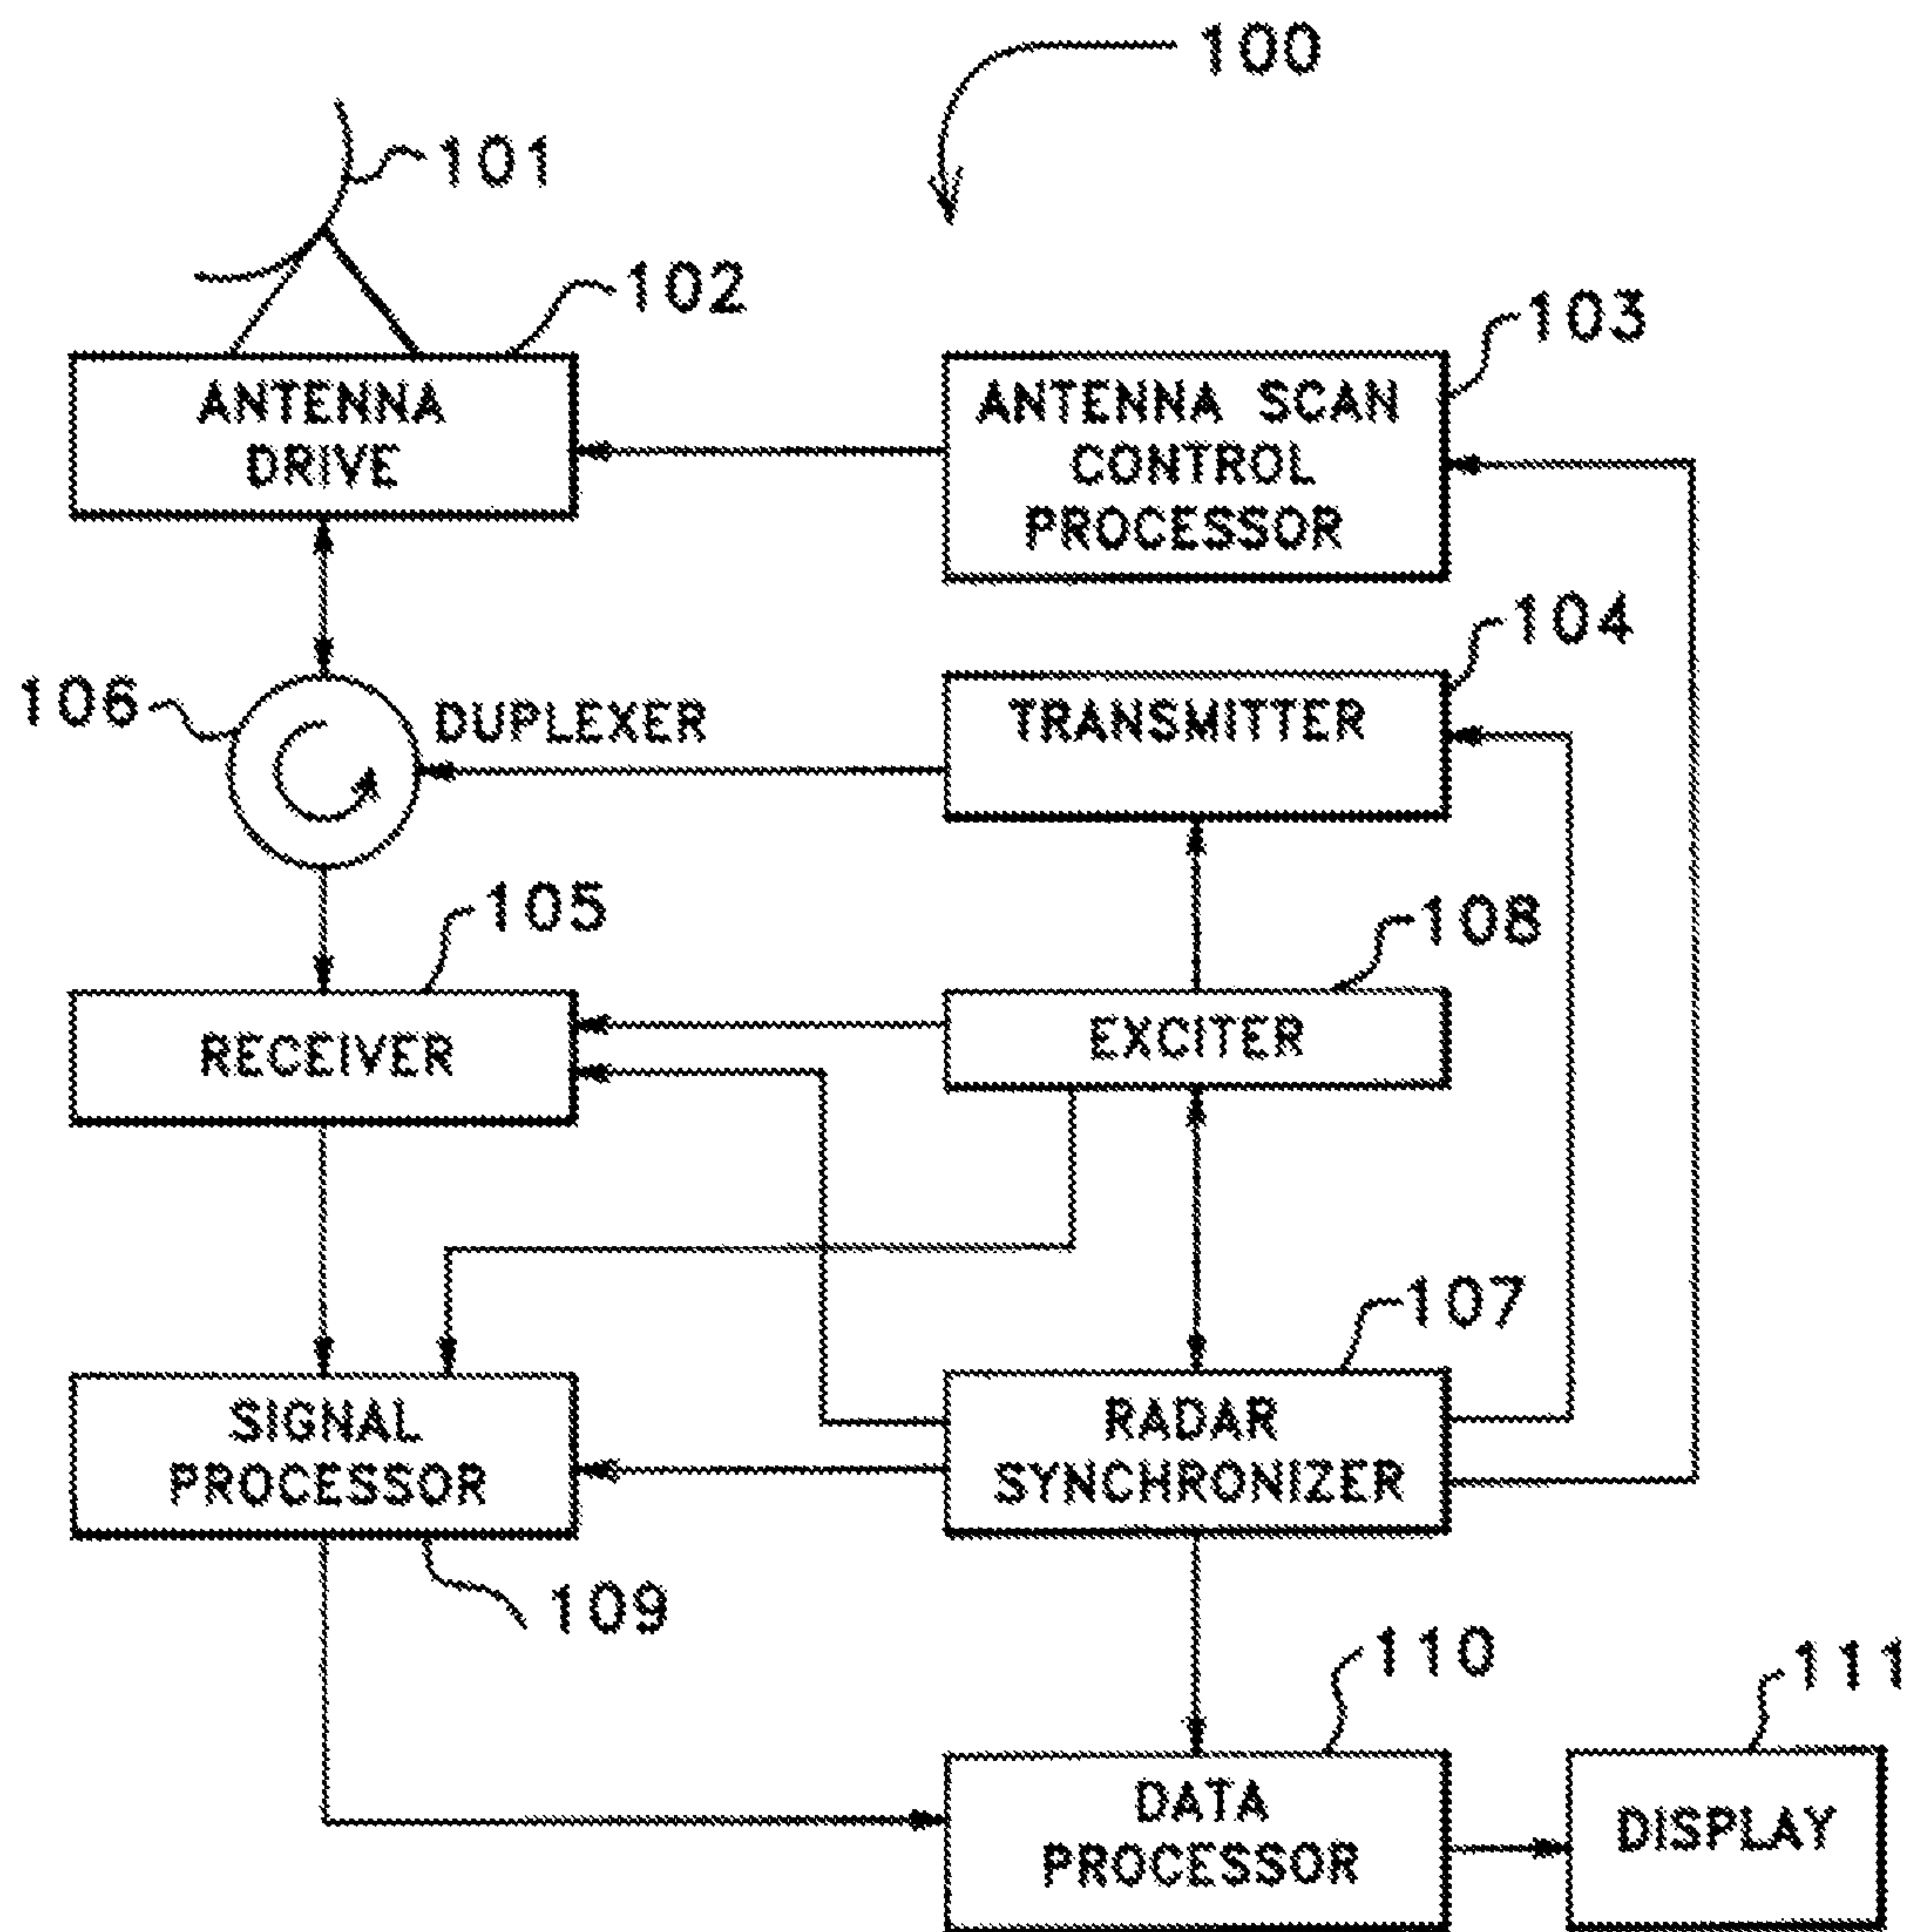 100
101
102
103
ANTENNA
DRIVE
ANTENNA SCAN
CONTROL
PROCESSOR
104
106
DUPLEXER
TRANSMITTER
105
108
RECEIVER
EXCITER
107
SIGNAL
PROCESSOR
RADAR
SYNCHRONIZER
109
110
111
DATA
PROCESSOR
DISPLAY